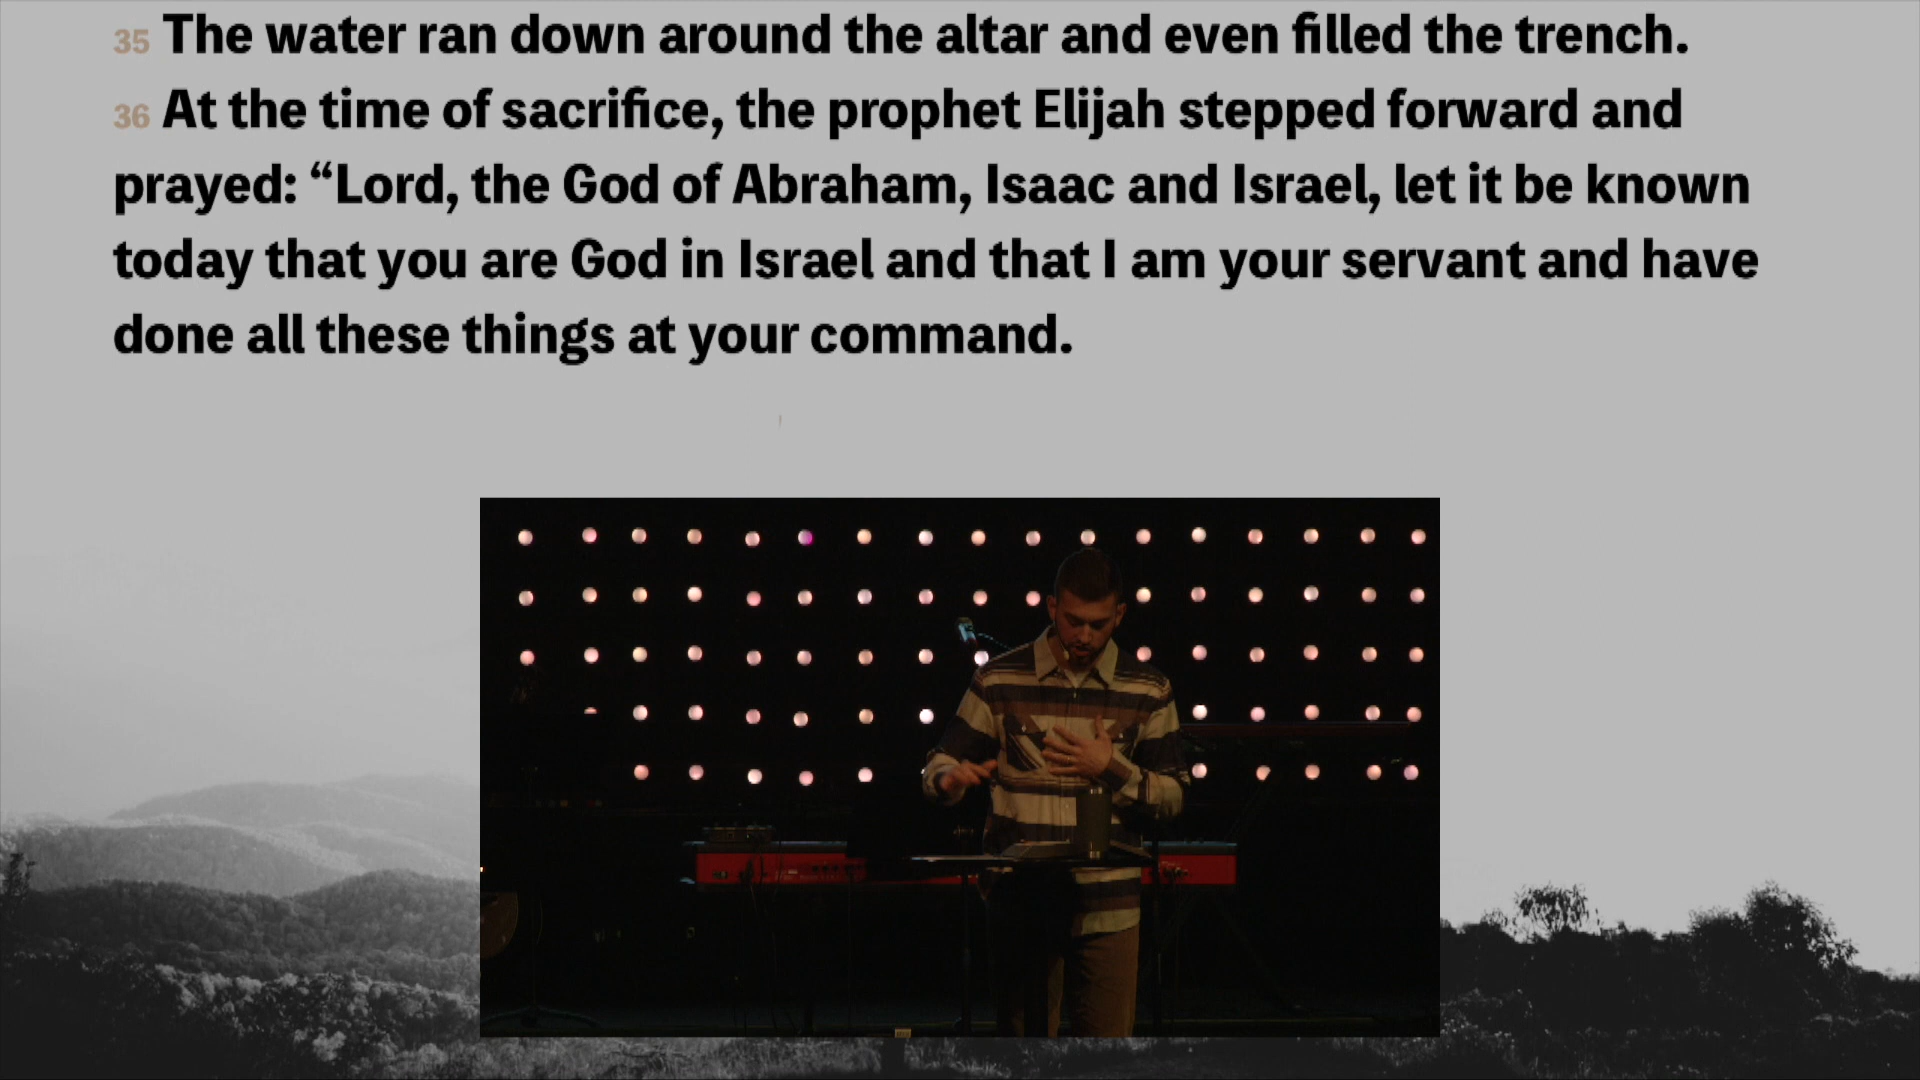 35 The water ran down around the altar and even filled the trench.
36 At the time of sacrifice, the prophet Elijah stepped forward and
prayed: “Lord, the God of Abraham, Isaac and Israel, let it be known
today that you are God in Israel and that I am your servant and have
done all these things at your command.